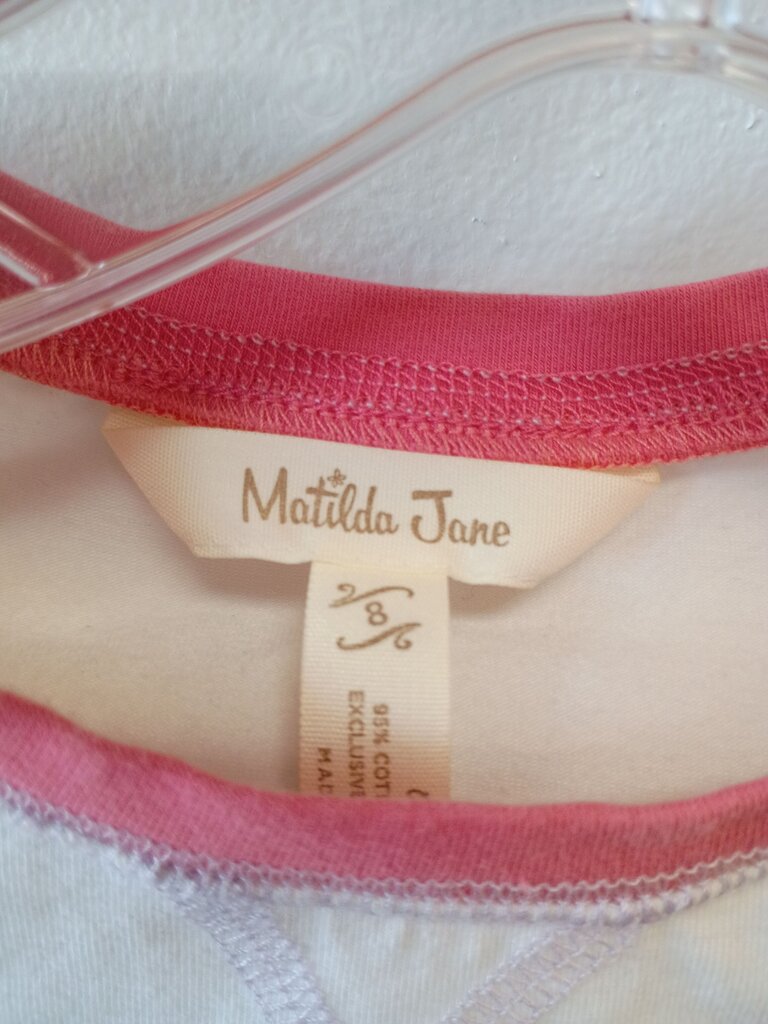 Matilda Jane
8
95% COT
EXCLUSIVE
MAD